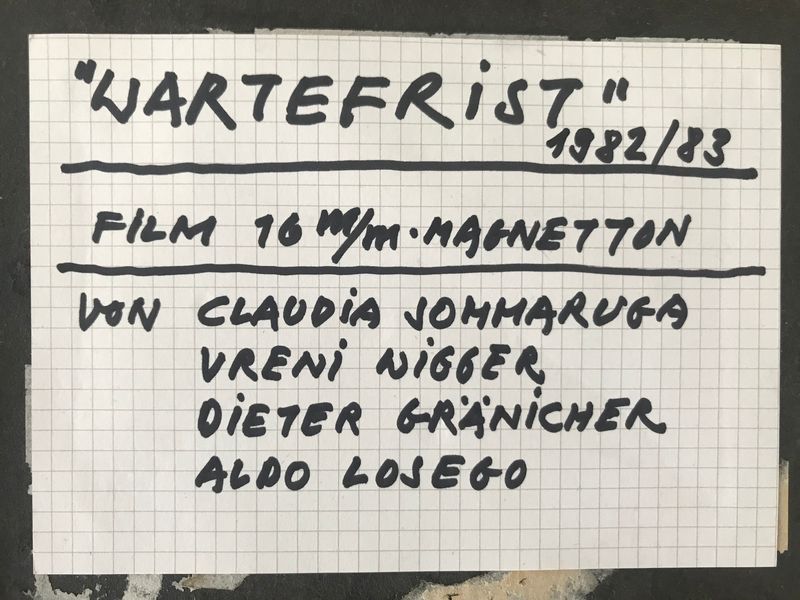 "WARTEFRIST"
1982/83
FILM 16 m/m · MAGNETTON
VON CLAUDIA SOMMARUGA
VRENI NIGGER
DIETER GRÄNICHER
ALDO LOSEGO